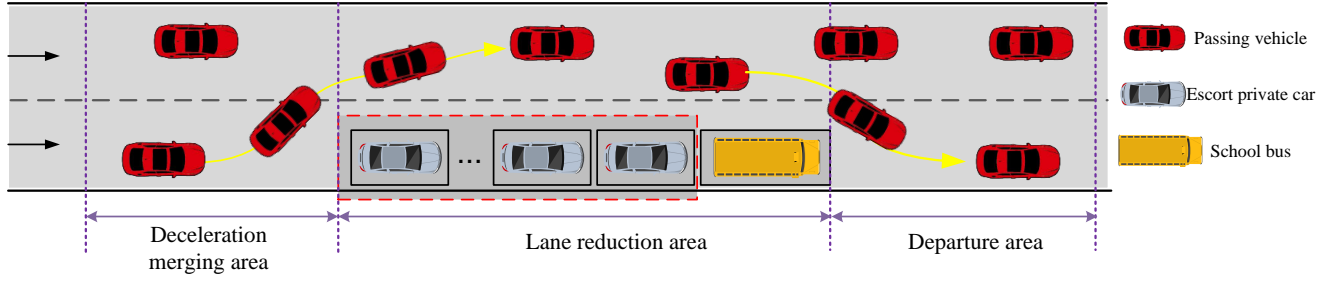 Passing vehicle
Escort private car
School bus
...
Deceleration
merging area
Lane reduction area
Departure area